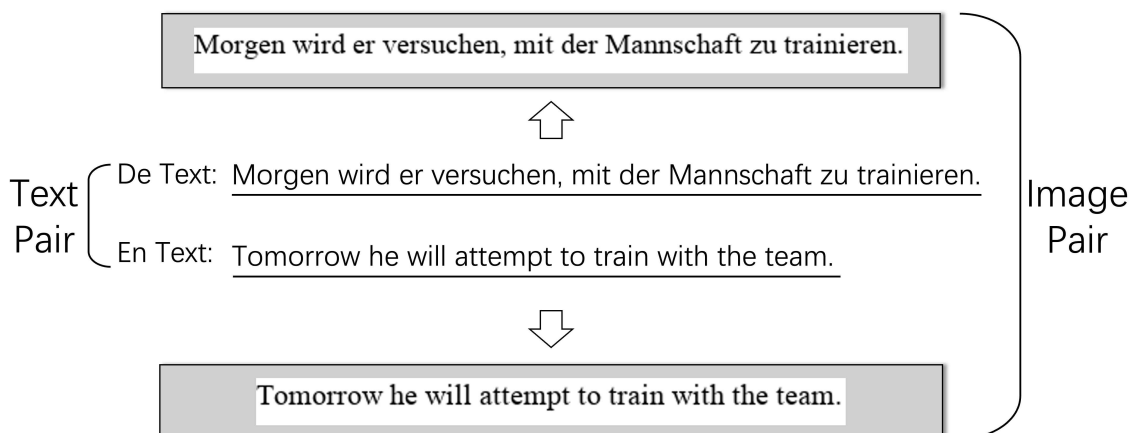 Morgen wird er versuchen, mit der Mannschaft zu trainieren.
Text
Pair
De Text: Morgen wird er versuchen, mit der Mannschaft zu trainieren.
En Text: Tomorrow he will attempt to train with the team.
Image
Pair
Tomorrow he will attempt to train with the team.